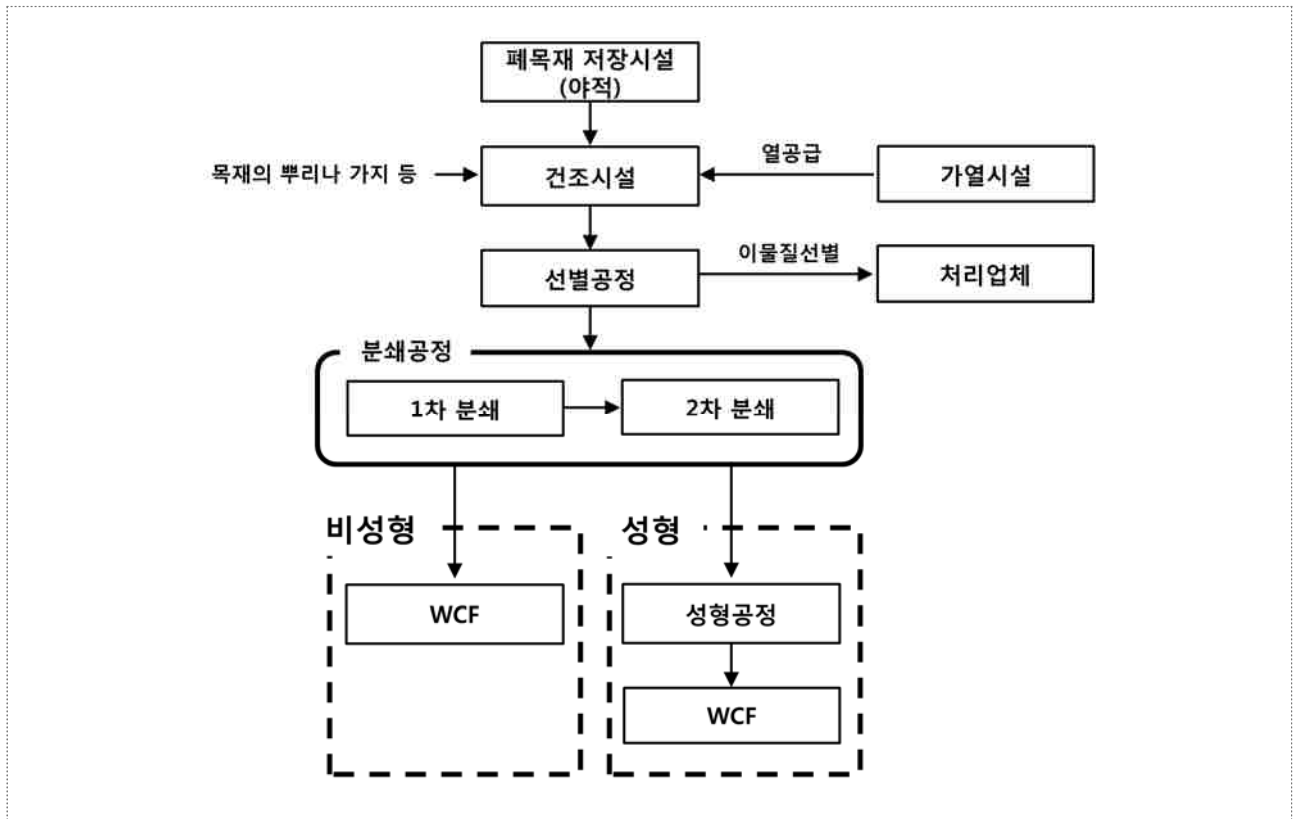 폐목재 저장시설
(야적)
목재의 뿌리나 가지 등
건조시설
열공급
가열시설
선별공정
이물질선별
처리업체
분쇄공정
1차 분쇄
2차 분쇄
비성형
성형
WCF
성형공정
WCF